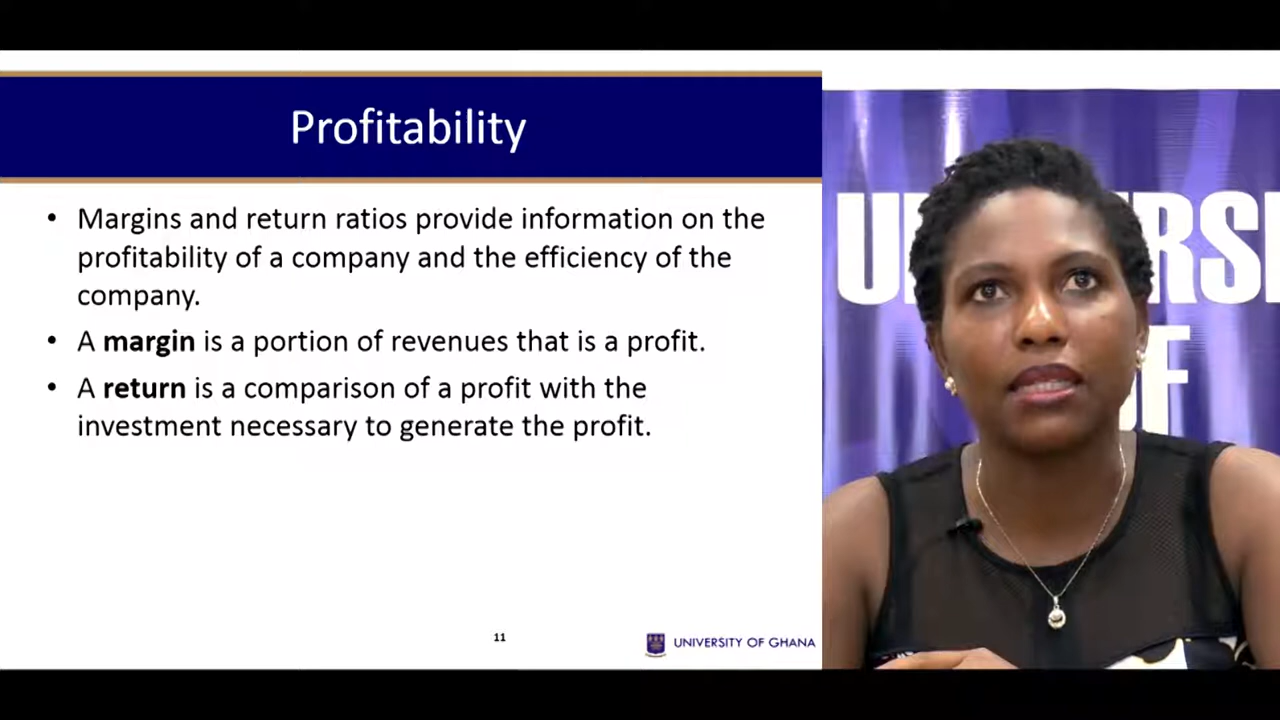 Profitability
• Margins and return ratios provide information on the
profitability of a company and the efficiency of the
company.
• A margin is a portion of revenues that is a profit.
• A return is a comparison of a profit with the
investment necessary to generate the profit.
11
UNIVERSITY OF GHANA